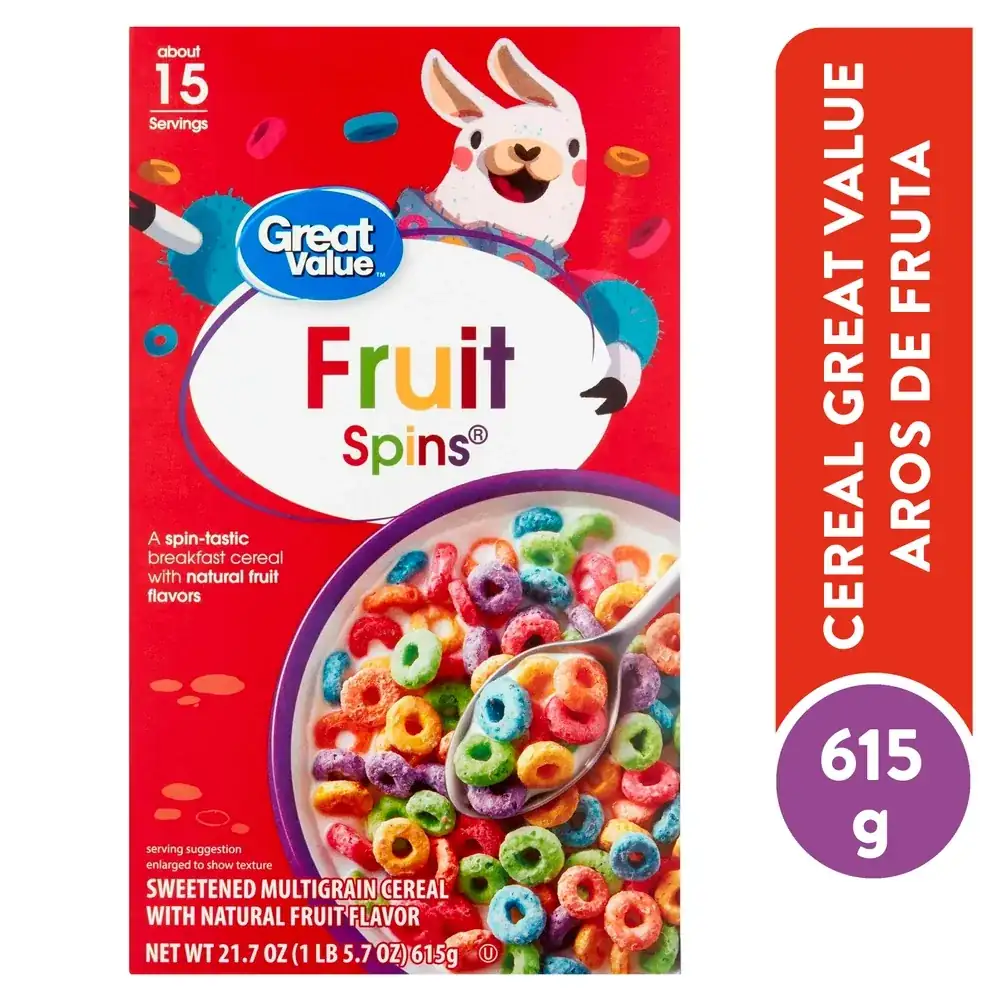 about
15
Servings
Great
Value™
Fruit
Spins®
A spin-tastic
breakfast cereal
with natural fruit
flavors
serving suggestion
enlarged to show texture
SWEETENED MULTIGRAIN CEREAL
WITH NATURAL FRUIT FLAVOR
NET WT 21.7 OZ (1 LB 5.7 OZ) 615g Ⓤ
CEREAL GREAT VALUE
AROS DE FRUTA
615
g